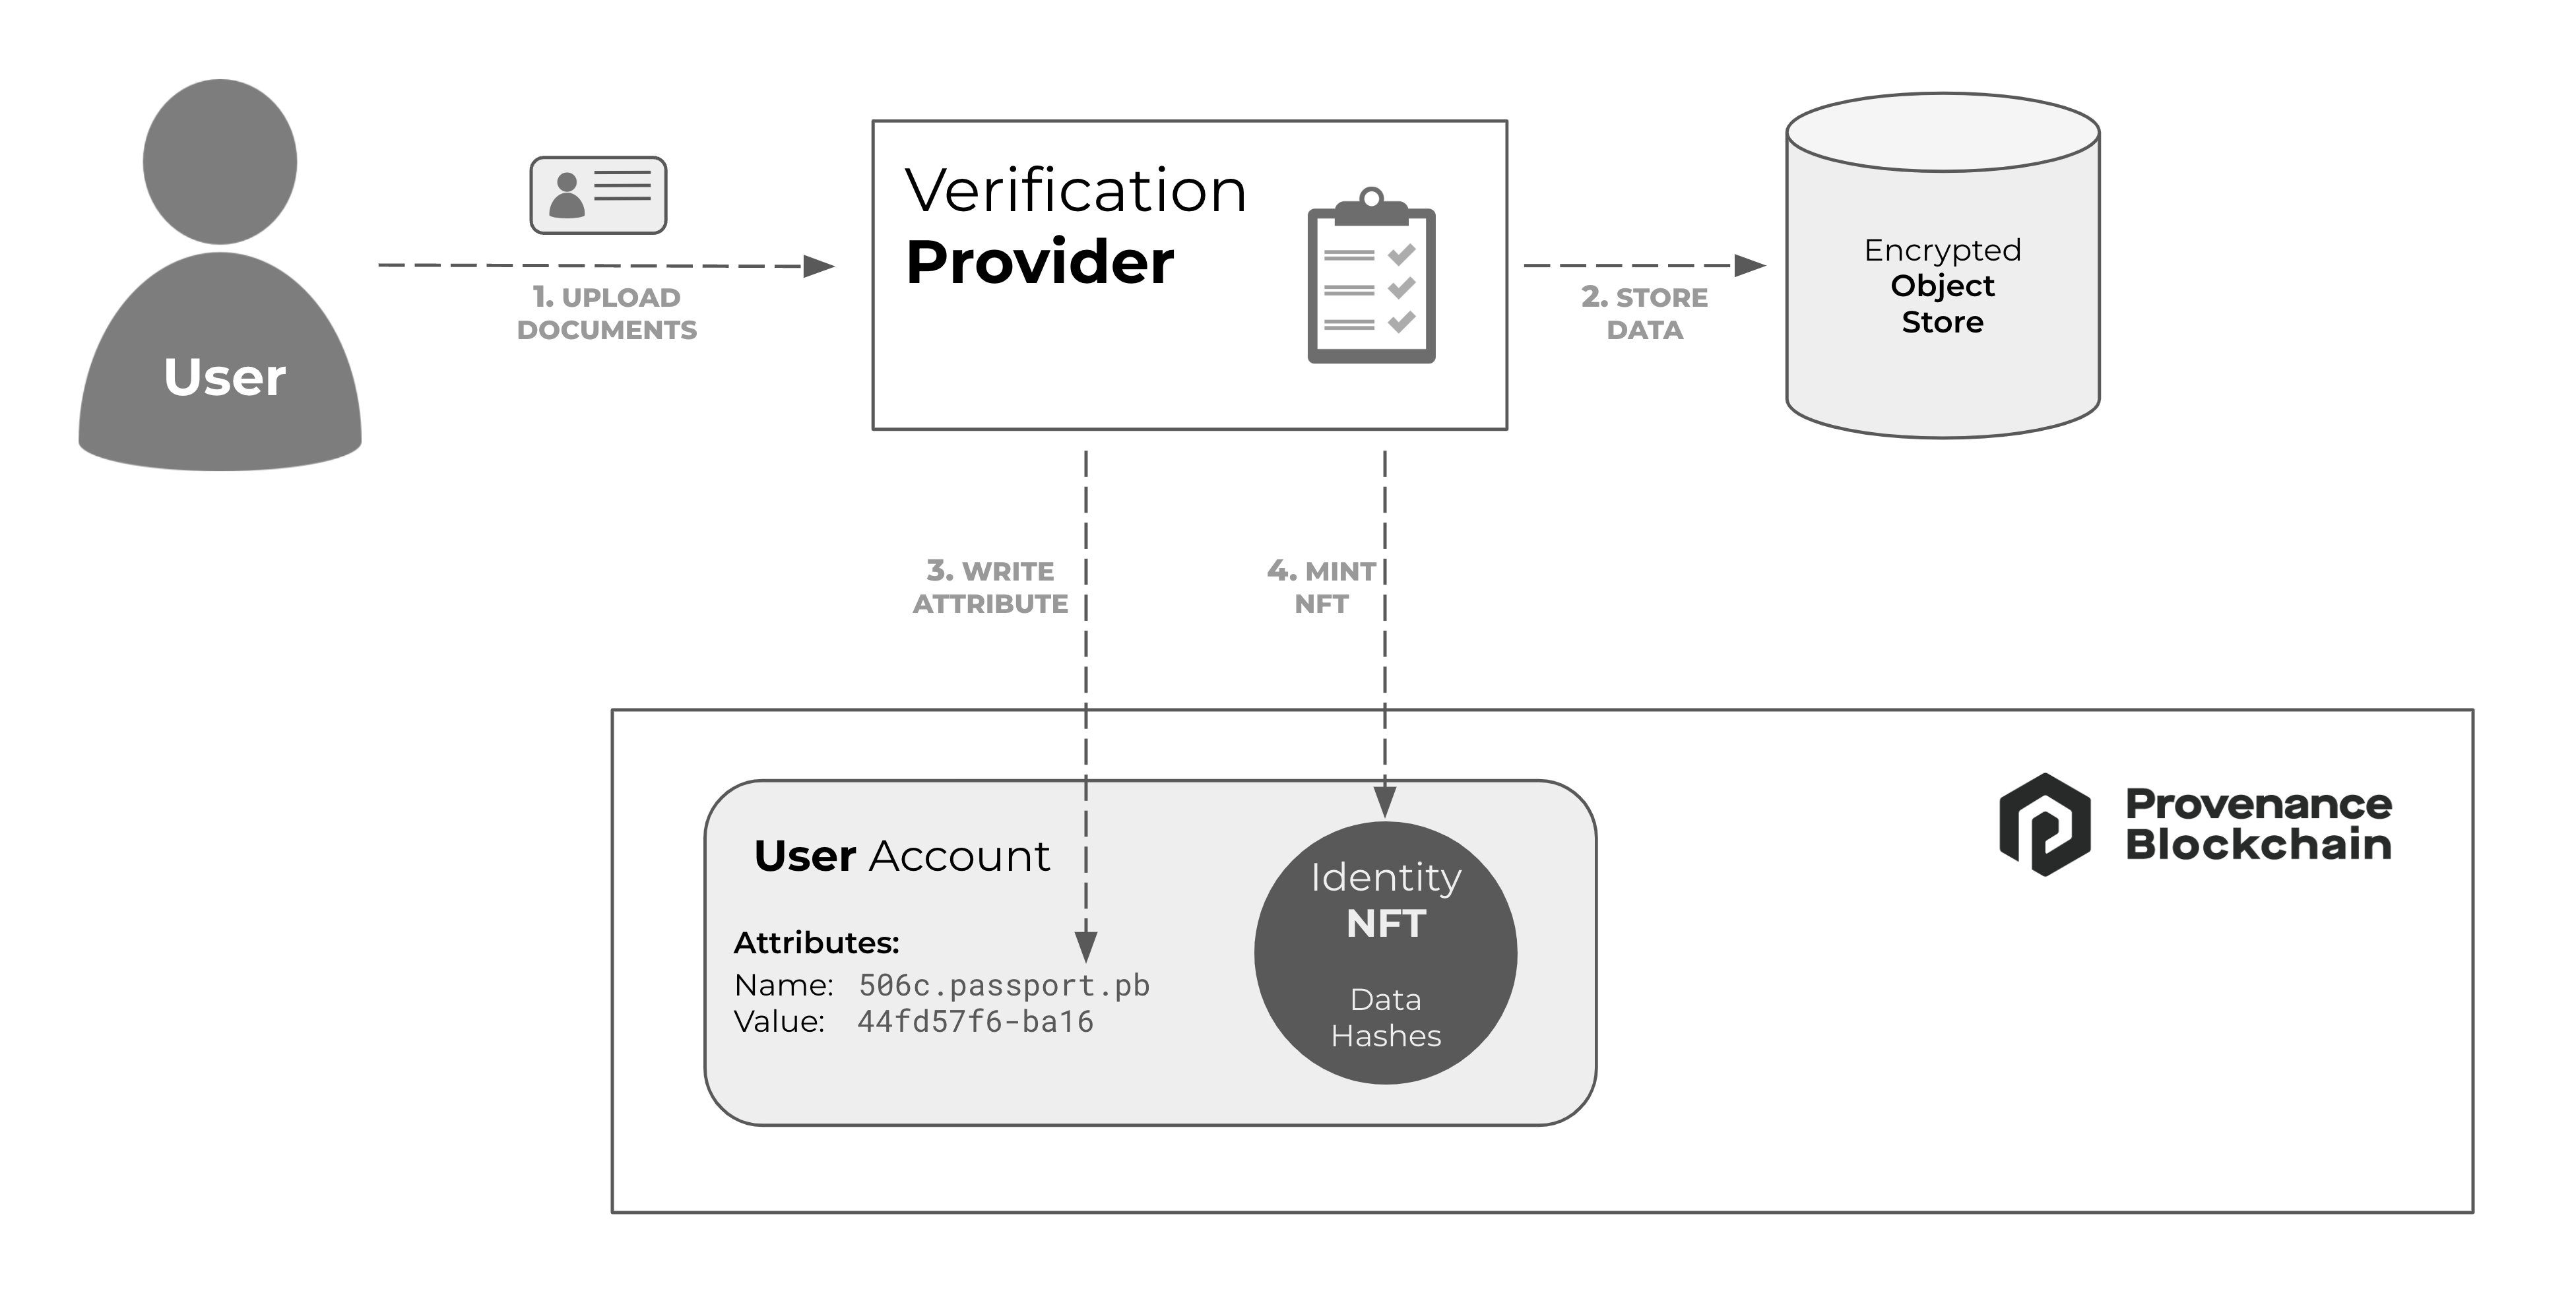 User
1. UPLOAD
DOCUMENTS
Verification
Provider
2. STORE
DATA
Encrypted
Object
Store
3. WRITE
ATTRIBUTE
4. MINT
NFT
User Account
Attributes:
Name: 506c.passport.pb
Value: 44fd57f6-ba16
Identity
NFT
Data
Hashes
Provenance
Blockchain